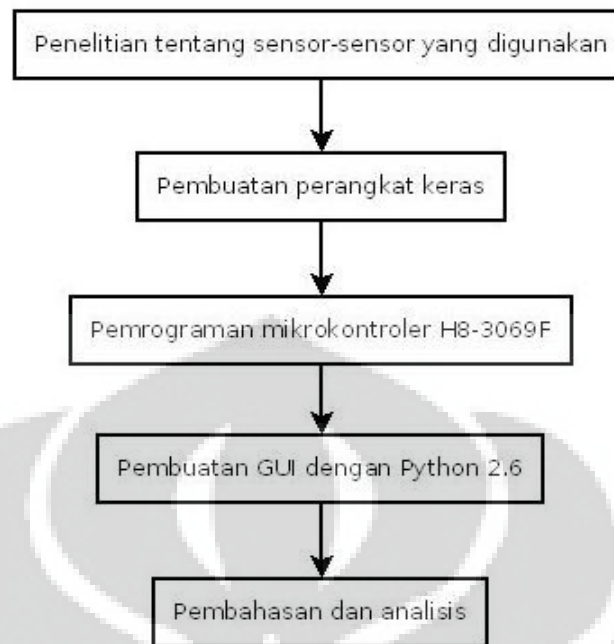 Penelitian tentang sensor-sensor yang digunakan
Pembuatan perangkat keras
Pemrograman mikrokontroler H8-3069F
Pembuatan GUI dengan Python 2.6
Pembahasan dan analisis